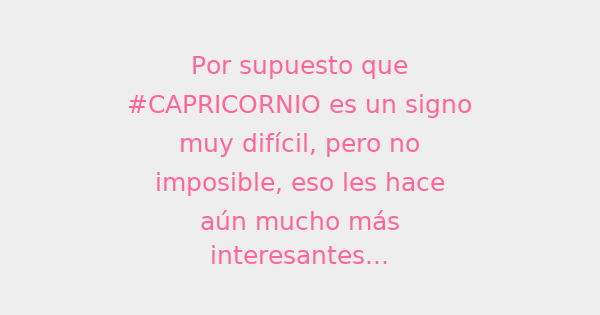 Por supuesto que
#CAPRICORNIO es un signo
muy difícil, pero no
imposible, eso les hace
aún mucho más
interesantes...